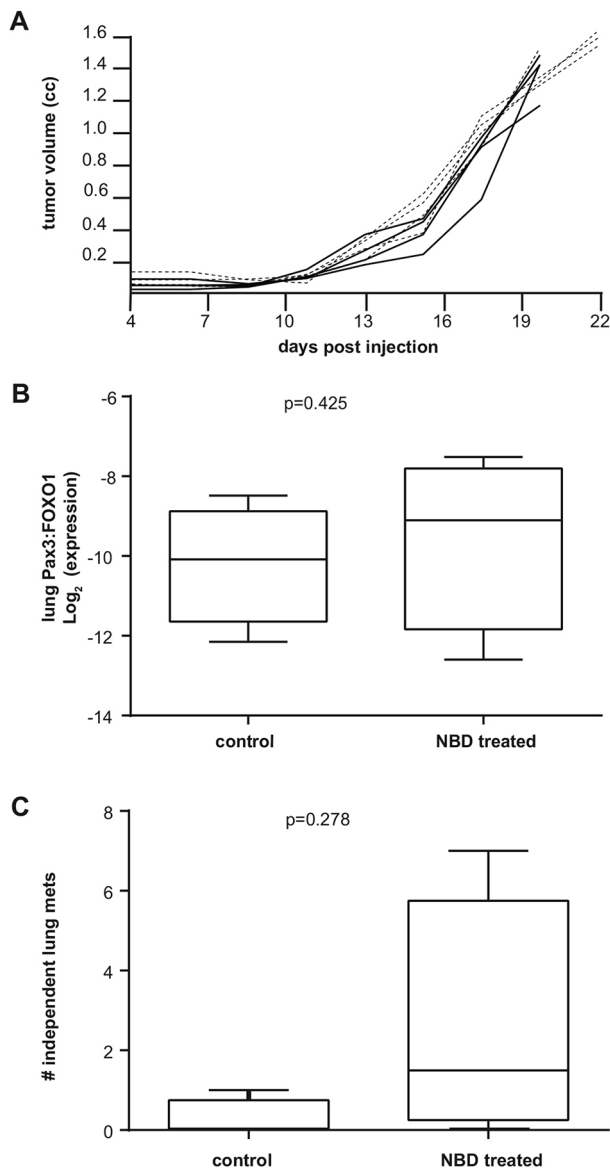 A
tumor volume (cc)
1.6
1.4
1.2
1.0
0.8
0.6
0.4
0.2
4 7 10 13 16 19 22
days post injection
B
p=0.425
lung Pax3:FOXO1
Log2 (expression)
-6
-8
-10
-12
-14
control NBD treated
C
p=0.278
# independent lung mets
8
6
4
2
0
control NBD treated